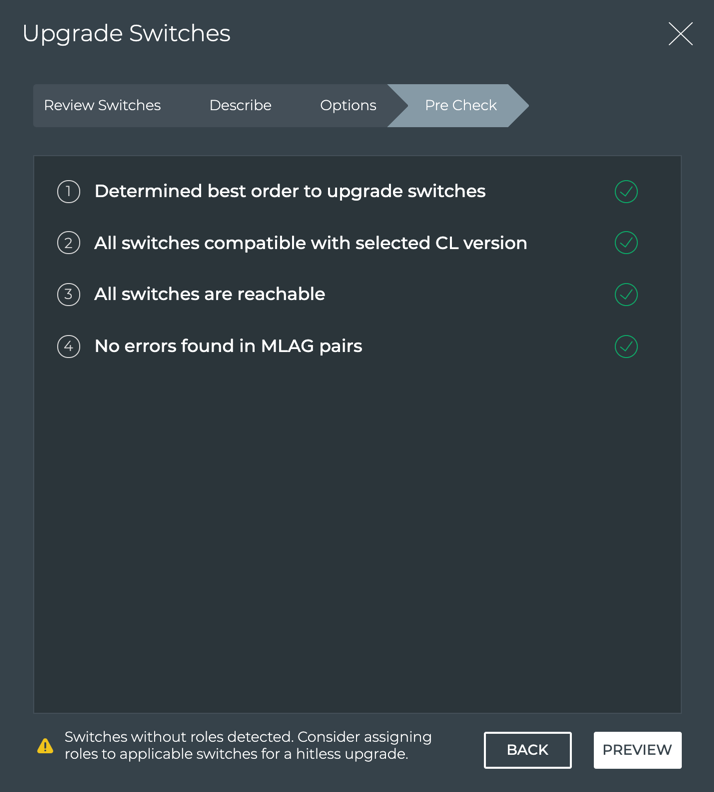 Upgrade Switches
Review Switches Describe Options Pre Check
1 Determined best order to upgrade switches
2 All switches compatible with selected CL version
3 All switches are reachable
4 No errors found in MLAG pairs
Switches without roles detected. Consider assigning
roles to applicable switches for a hitless upgrade.
BACK PREVIEW